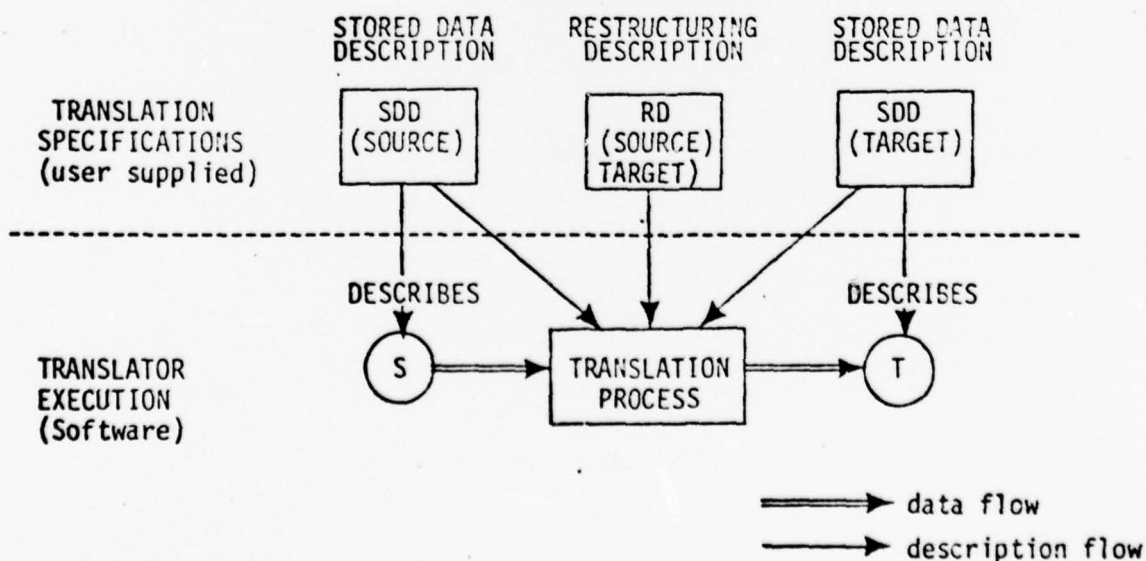 STORED DATA
DESCRIPTION
RESTRUCTURING
DESCRIPTION
STORED DATA
DESCRIPTION
TRANSLATION
SPECIFICATIONS
(user supplied)
SDD
(SOURCE)
RD
(SOURCE)
TARGET)
SDD
(TARGET)
DESCRIBES
DESCRIBES
TRANSLATOR
EXECUTION
(Software)
S
TRANSLATION
PROCESS
T
data flow
description flow